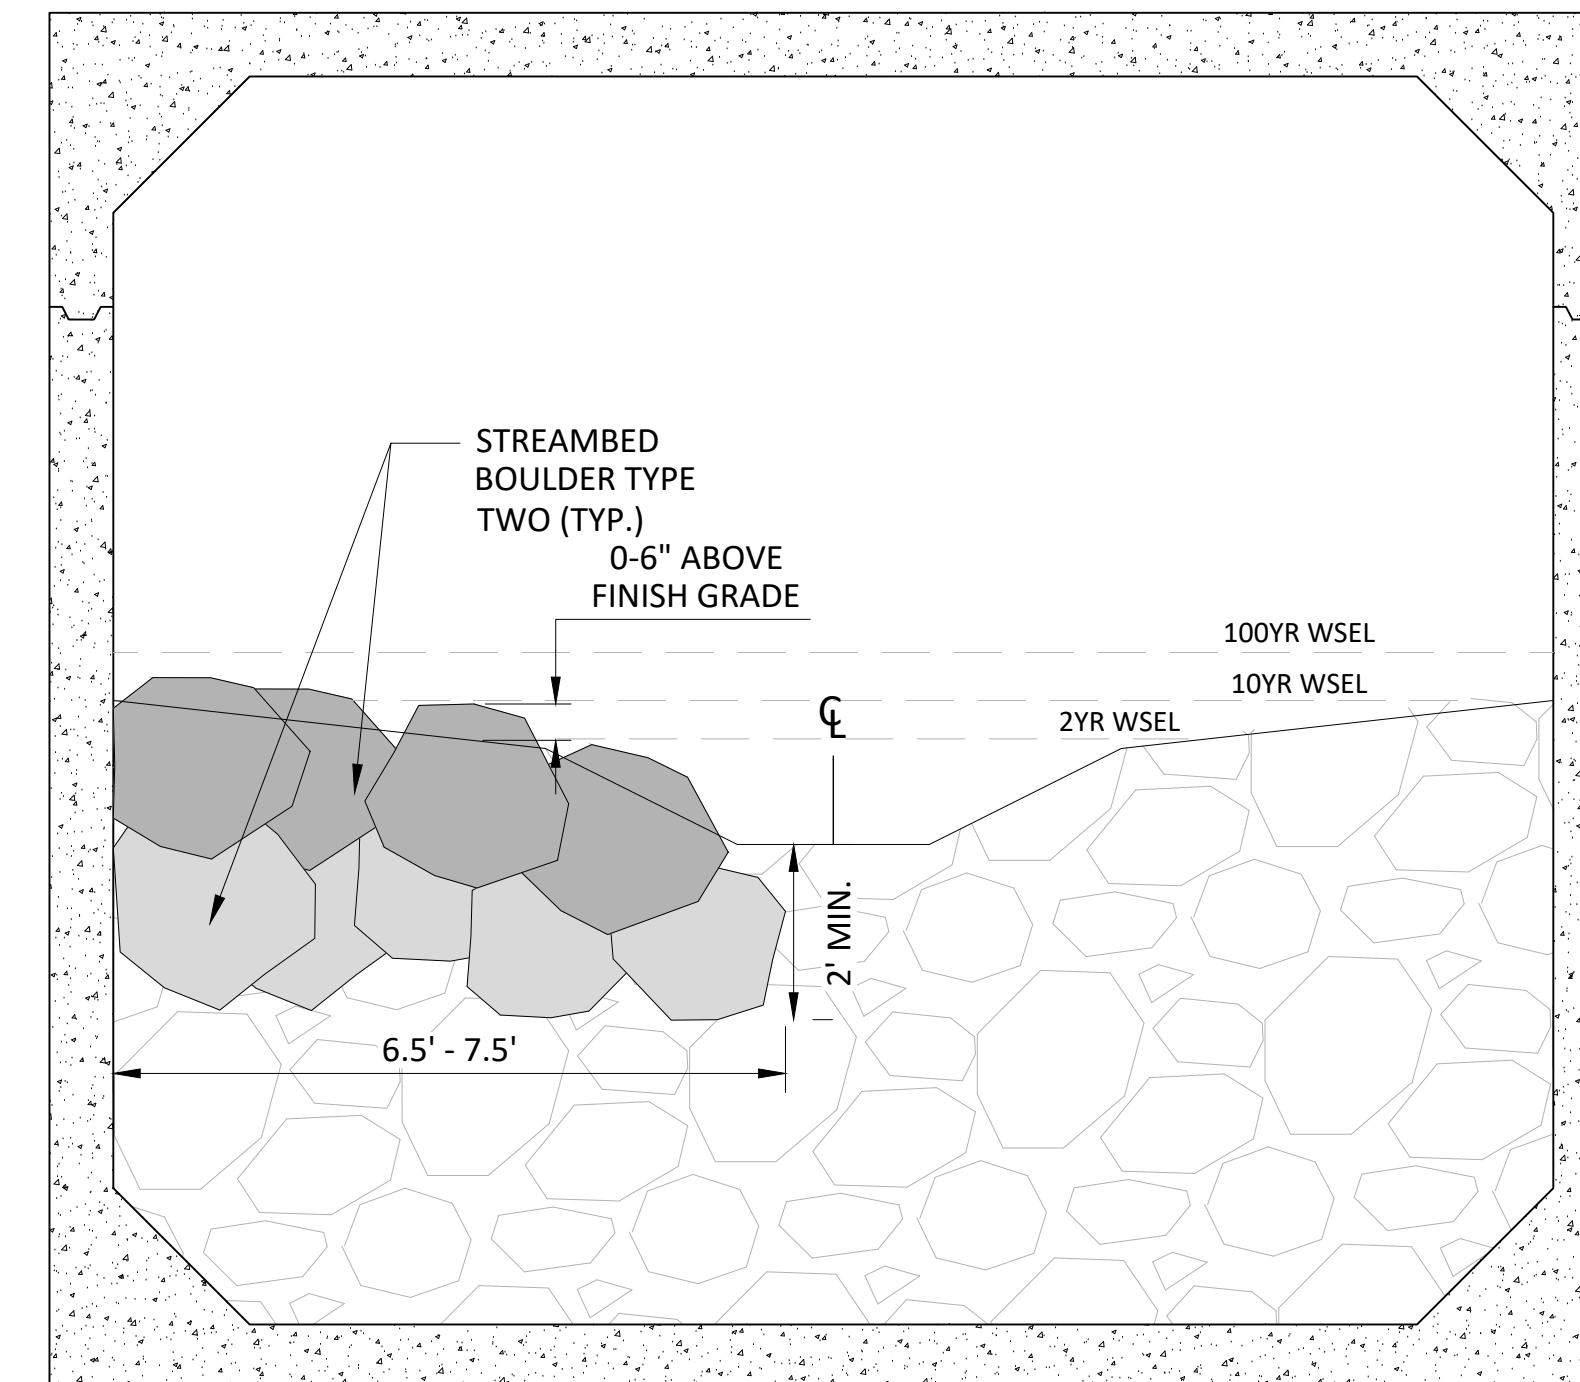 STREAMBED
BOULDER TYPE
TWO (TYP.)
0-6" ABOVE
FINISH GRADE
100YR WSEL
10YR WSEL
2YR WSEL
℄
2' MIN.
6.5' - 7.5'